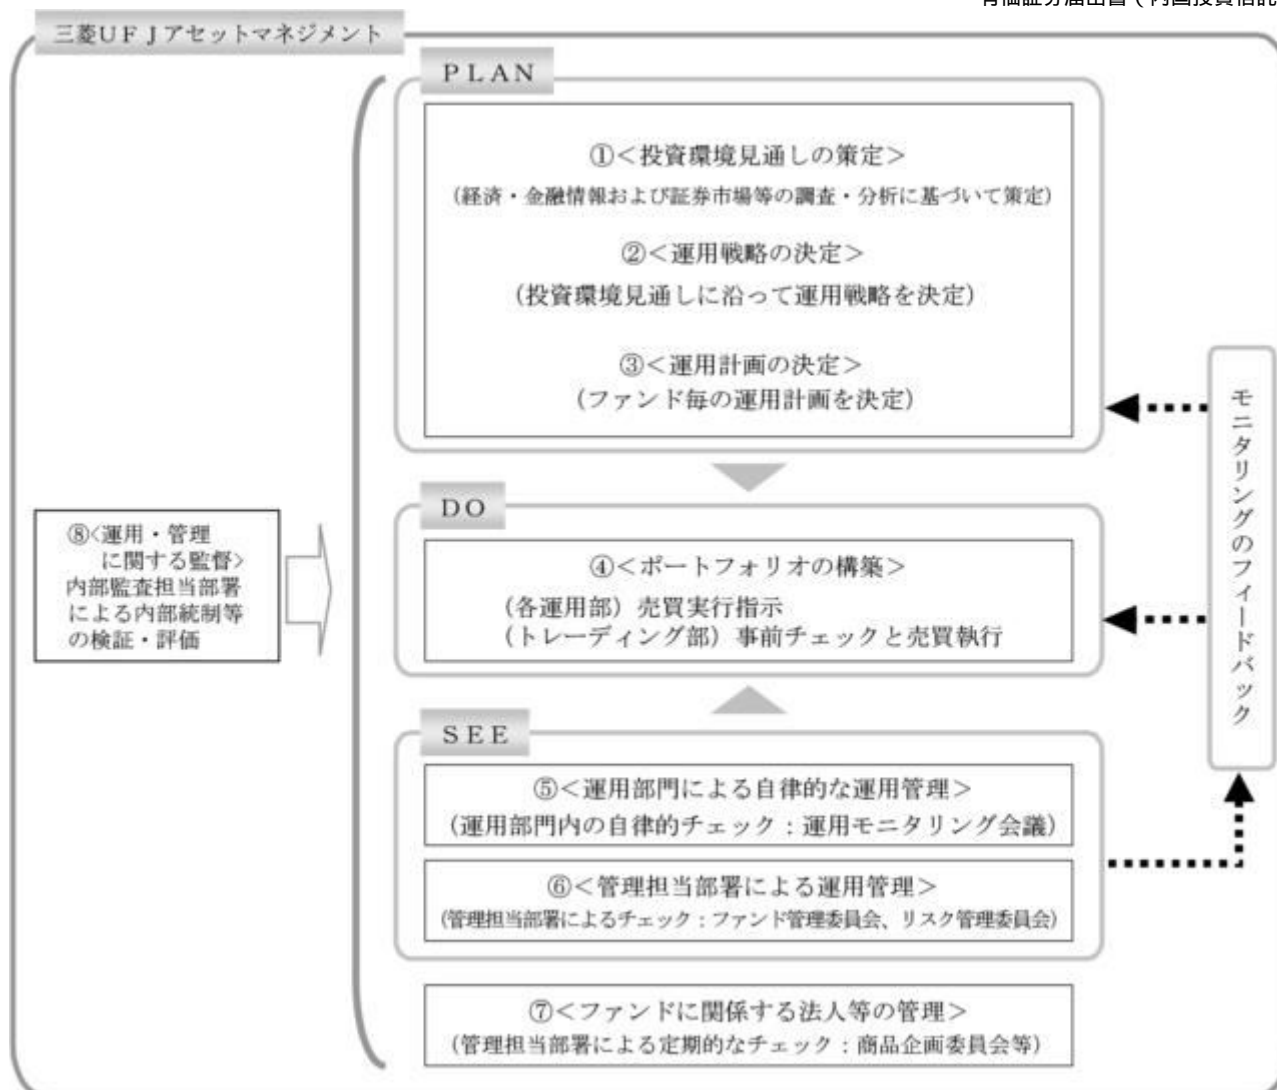 三菱UFJアセットマネジメント
PLAN
①<投資環境見通しの策定>
(経済・金融情報および証券市場等の調査・分析に基づいて策定)
②<運用戦略の決定>
(投資環境見通しに沿って運用戦略を決定)
③<運用計画の決定>
(ファンド毎の運用計画を決定)
DO
④<ポートフォリオの構築>
(各運用部)売買実行指示
(トレーディング部)事前チェックと売買執行
SEE
⑤<運用部門による自律的な運用管理>
(運用部門内の自律的チェック:運用モニタリング会議)
⑥<管理担当部署による運用管理>
(管理担当部署によるチェック:ファンド管理委員会、リスク管理委員会)
⑦<ファンドに関係する法人等の管理>
(管理担当部署による定期的なチェック:商品企画委員会等)
⑧<運用・管理
に関する監督>
内部監査担当部署
による内部統制等
の検証・評価
モニタリングのフィードバック